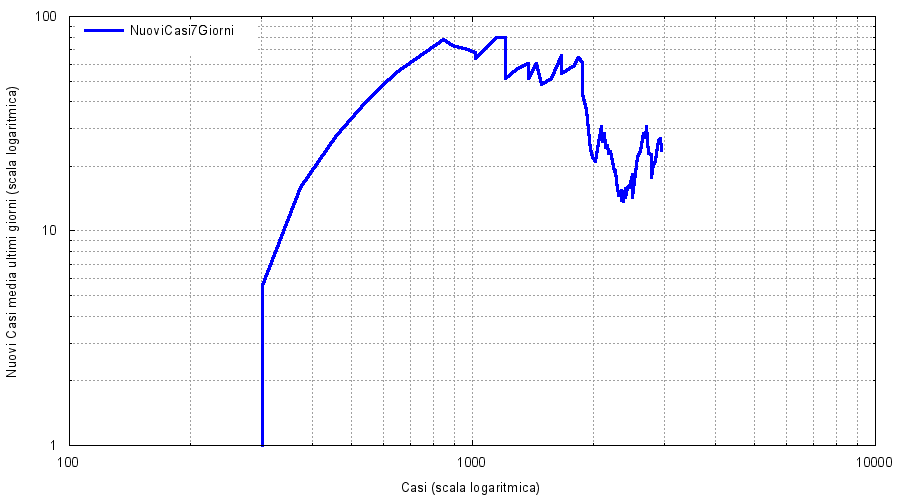 100
NuoviCasi7Giorni
10
1
100
1000
10000
Nuovi Casi media ultimi giorni (scala logaritmica)
Casi (scala logaritmica)